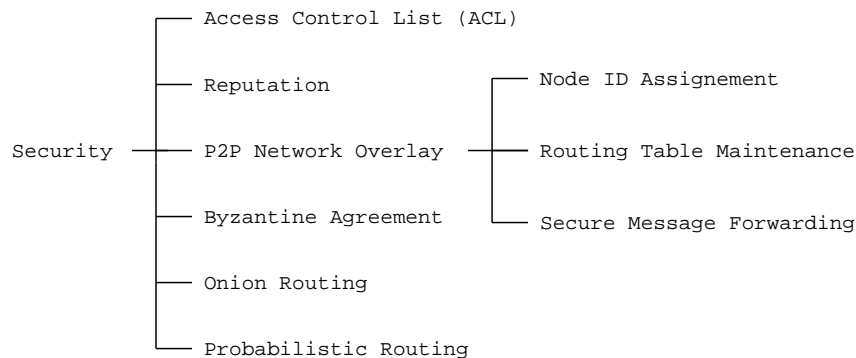 Access Control List (ACL)
Reputation
Node ID Assignement
Security
P2P Network Overlay
Routing Table Maintenance
Byzantine Agreement
Secure Message Forwarding
Onion Routing
Probabilistic Routing